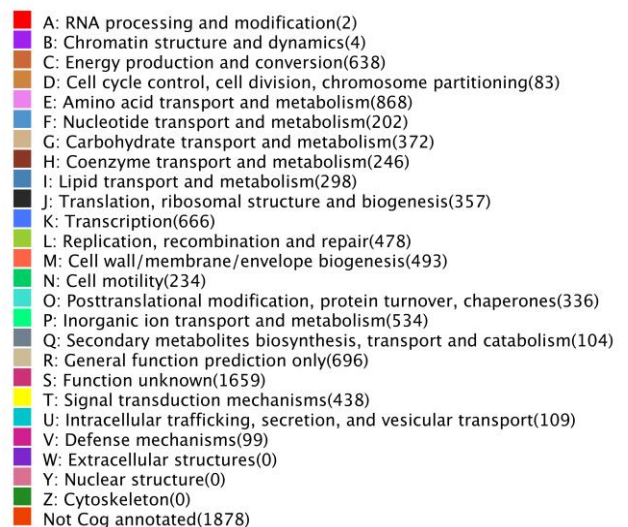 A: RNA processing and modification(2)
B: Chromatin structure and dynamics(4)
C: Energy production and conversion(638)
D: Cell cycle control, cell division, chromosome partitioning(83)
E: Amino acid transport and metabolism(868)
F: Nucleotide transport and metabolism(202)
G: Carbohydrate transport and metabolism(372)
H: Coenzyme transport and metabolism(246)
I: Lipid transport and metabolism(298)
J: Translation, ribosomal structure and biogenesis(357)
K: Transcription(666)
L: Replication, recombination and repair(478)
M: Cell wall/membrane/envelope biogenesis(493)
N: Cell motility(234)
O: Posttranslational modification, protein turnover, chaperones(336)
P: Inorganic ion transport and metabolism(534)
Q: Secondary metabolites biosynthesis, transport and catabolism(104)
R: General function prediction only(696)
S: Function unknown(1659)
T: Signal transduction mechanisms(438)
U: Intracellular trafficking, secretion, and vesicular transport(109)
V: Defense mechanisms(99)
W: Extracellular structures(0)
Y: Nuclear structure(0)
Z: Cytoskeleton(0)
Not Cog annotated(1878)